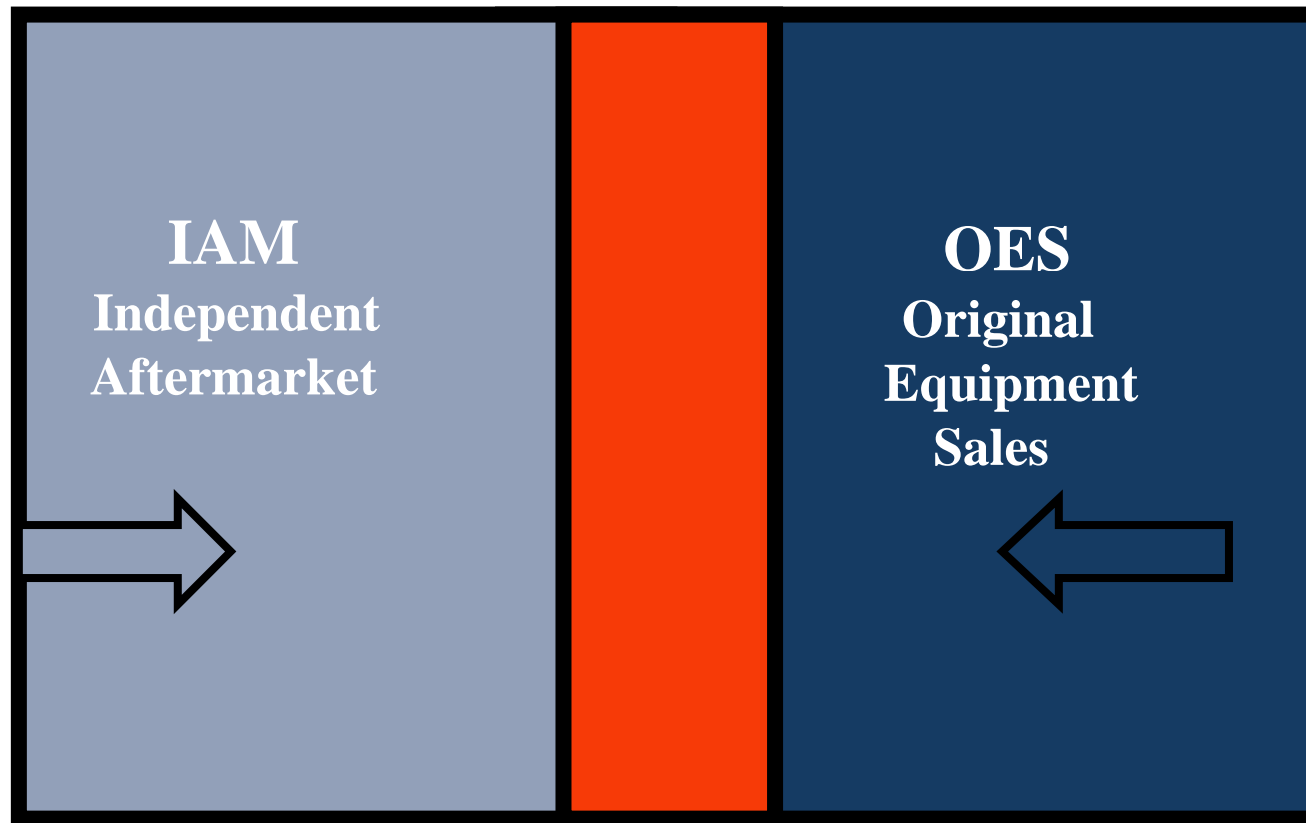 IAM
Independent
Aftermarket
OES
Original
Equipment
Sales